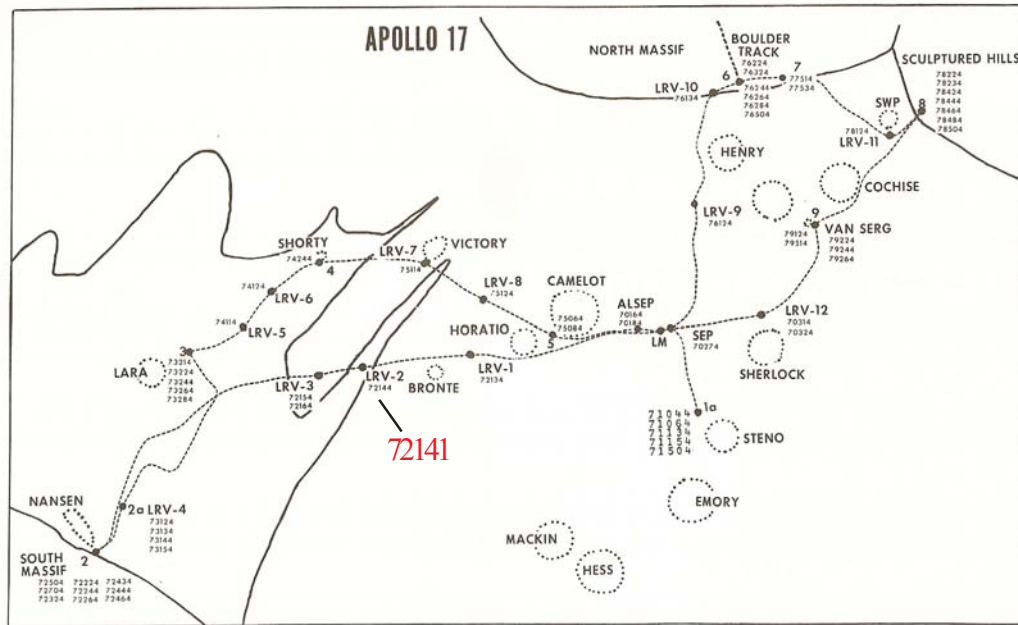 APOLLO 17
NORTH MASSIF
BOULDER
TRACK
6
76224
76324
76244
76264
76284
76504
7
77514
77534
SCULPTURED HILLS
78224
78234
78424
78444
78464
78484
78504
8
SWP
78124
LRV-11
LRV-10
76134
HENRY
COCHISE
LRV-9
76124
9
VAN SERG
79124
79514
79224
79244
79264
SHORTY
74244
4
LRV-7
75114
VICTORY
74124
LRV-6
LRV-8
75124
CAMELOT
75064
75084
5
ALSEP
70164
70184
LM
SEP
70274
LRV-12
70314
70324
74114
LRV-5
HORATIO
3
73214
73224
73244
73264
73284
LARA
LRV-3
72154
72164
LRV-2
72144
BRONTE
LRV-1
72134
SHERLOCK
72141
1a
71044
71064
71134
71154
71504
STENO
NANSEN
2a LRV-4
73124
73134
73144
73154
EMORY
MACKIN
HESS
2
SOUTH
MASSIF
72504 72224 72434
72704 72244 72444
72324 72264 72464